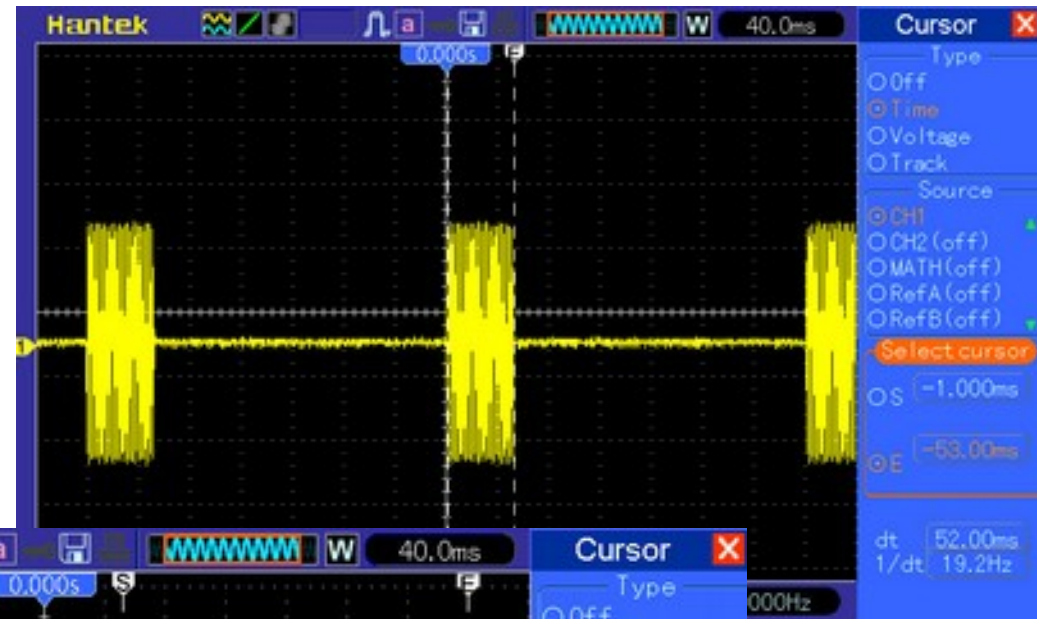 Hantek a W 40.0ms Cursor
0.000s E
Type
Off
Time
Voltage
Track
Source
CH1
CH2(off)
MATH(off)
RefA(off)
RefB(off)
1
Select cursor
S -1.000ms
E -53.00ms
dt 52.00ms
1/dt 19.2Hz
a W 40.0ms Cursor
0.000s S E Type
Off
000Hz